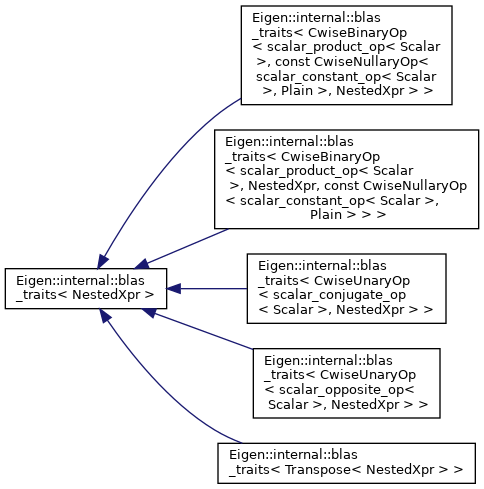 Eigen::internal::blas
_traits< CwiseBinaryOp
< scalar_product_op< Scalar
>, const CwiseNullaryOp<
scalar_constant_op< Scalar
>, Plain >, NestedXpr > >
Eigen::internal::blas
_traits< CwiseBinaryOp
< scalar_product_op< Scalar
>, NestedXpr, const CwiseNullaryOp
< scalar_constant_op< Scalar >,
Plain > > >
Eigen::internal::blas
_traits< NestedXpr >
Eigen::internal::blas
_traits< CwiseUnaryOp
< scalar_conjugate_op
< Scalar >, NestedXpr > >
Eigen::internal::blas
_traits< CwiseUnaryOp
< scalar_opposite_op<
Scalar >, NestedXpr > >
Eigen::internal::blas
_traits< Transpose< NestedXpr > >